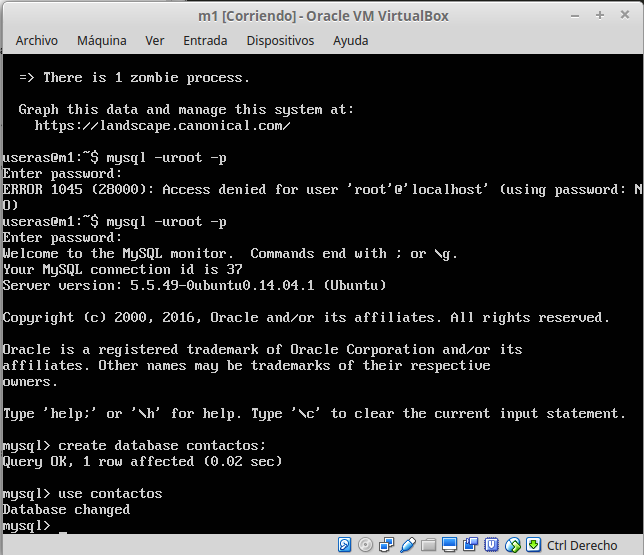 m1 [Corriendo] - Oracle VM VirtualBox
Archivo Máquina Ver Entrada Dispositivos Ayuda
=> There is 1 zombie process.
Graph this data and manage this system at:
https://landscape.canonical.com/
useras@m1:~$ mysql -uroot -p
Enter password:
ERROR 1045 (28000): Access denied for user 'root'@'localhost' (using password: N
O)
useras@m1:~$ mysql -uroot -p
Enter password:
Welcome to the MySQL monitor.  Commands end with ; or \g.
Your MySQL connection id is 37
Server version: 5.5.49-0ubuntu0.14.04.1 (Ubuntu)
Copyright (c) 2000, 2016, Oracle and/or its affiliates. All rights reserved.
Oracle is a registered trademark of Oracle Corporation and/or its
affiliates. Other names may be trademarks of their respective
owners.
Type 'help;' or '\h' for help. Type '\c' to clear the current input statement.
mysql> create database contactos;
Query OK, 1 row affected (0.02 sec)
mysql> use contactos
Database changed
mysql> _
Ctrl Derecho